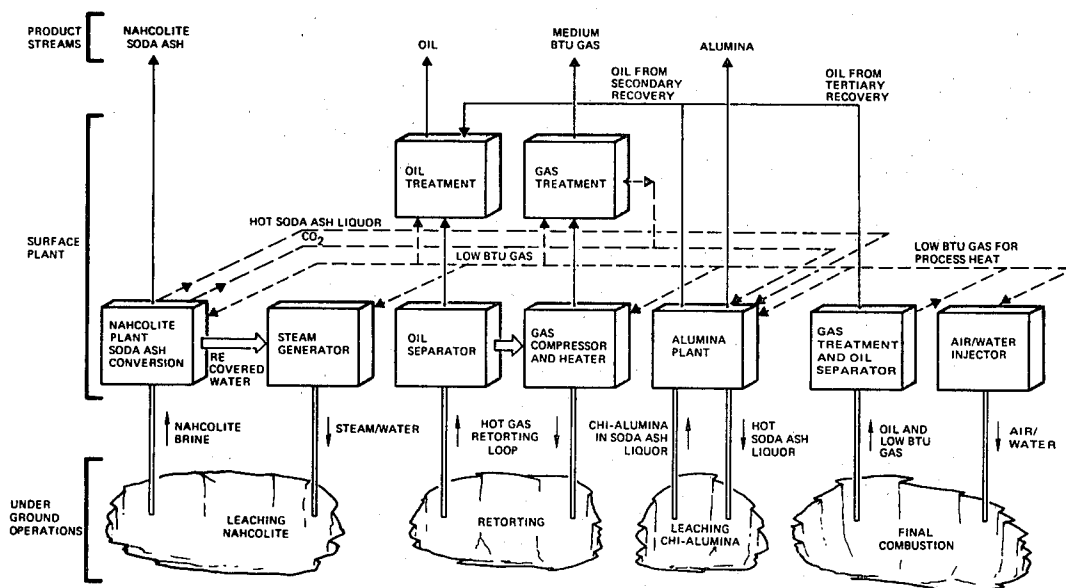 PRODUCT
STREAMS
NAHCOLITE
SODA ASH
OIL
MEDIUM
BTU GAS
ALUMINA
OIL FROM
SECONDARY
RECOVERY
OIL FROM
TERTIARY
RECOVERY
SURFACE
PLANT
OIL
TREATMENT
GAS
TREATMENT
HOT SODA ASH LIQUOR
CO2
LOW BTU GAS
LOW BTU GAS FOR
PROCESS HEAT
NAHCOLITE
PLANT
SODA ASH
CONVERSION
RE
COVERED
WATER
STEAM
GENERATOR
OIL
SEPARATOR
GAS
COMPRESSOR
AND HEATER
ALUMINA
PLANT
GAS
TREATMENT
AND OIL
SEPARATOR
AIR/WATER
INJECTOR
NAHCOLITE
BRINE
STEAM/WATER
HOT GAS
RETORTING
LOOP
CHI-ALUMINA
IN SODA ASH
LIQUOR
HOT
SODA ASH
LIQUOR
OIL AND
LOW BTU
GAS
AIR/
WATER
UNDER
GROUND
OPERATIONS
LEACHING
NAHCOLITE
RETORTING
LEACHING
CHI-ALUMINA
FINAL
COMBUSTION